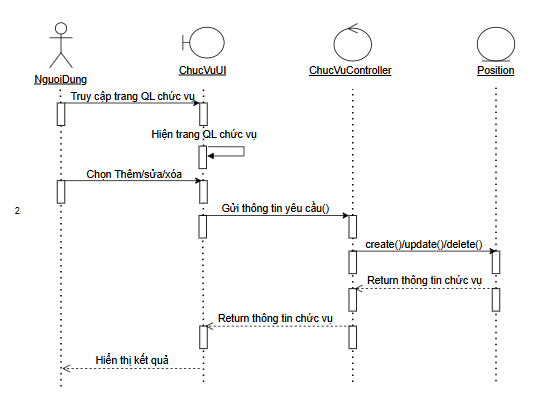 NguoiDung
ChucVuUI
ChucVuController
Position
Truy cập trang QL chức vụ
Hiện trang QL chức vụ
Chọn Thêm/sửa/xóa
2
Gửi thông tin yêu cầu()
create()/update()/delete()
Return thông tin chức vụ
Return thông tin chức vụ
Hiển thị kết quả